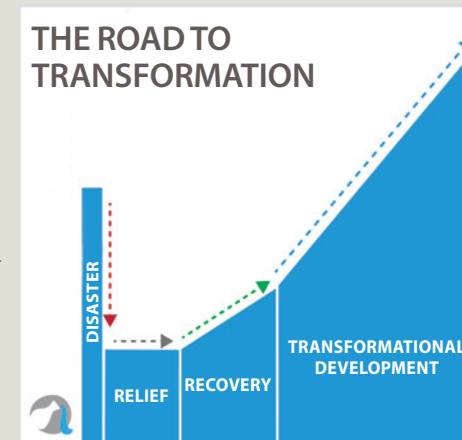 THE ROAD TO
TRANSFORMATION
DISASTER
RELIEF
RECOVERY
TRANSFORMATIONAL
DEVELOPMENT